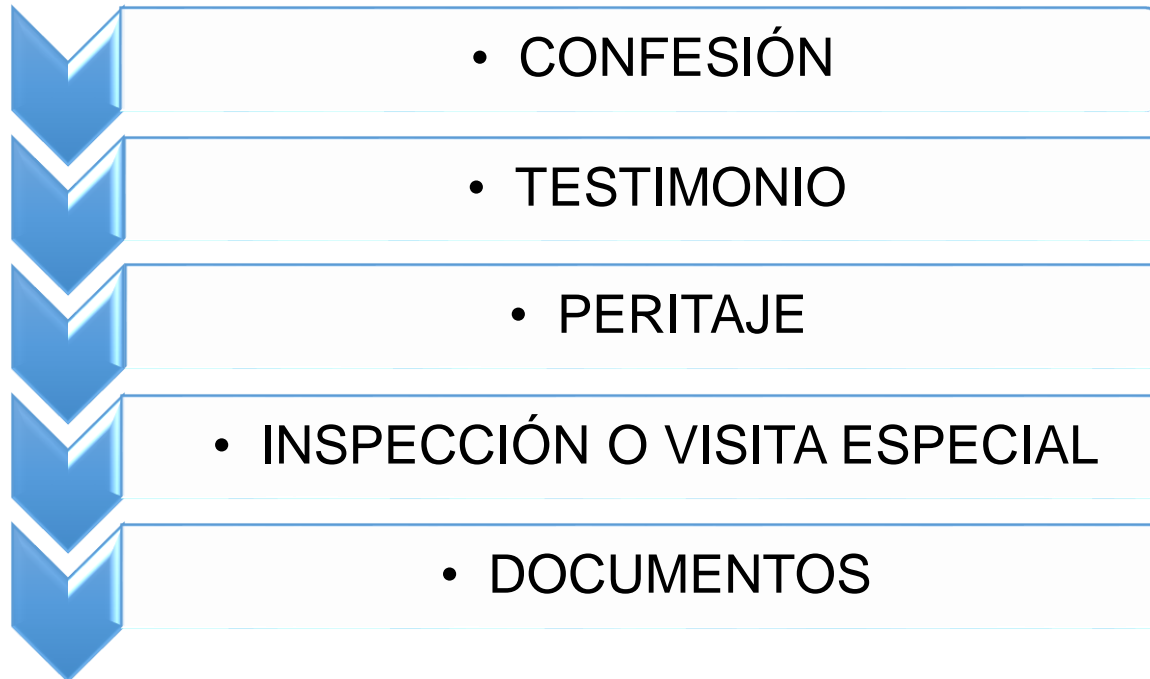 • CONFESIÓN
• TESTIMONIO
• PERITAJE
• INSPECCIÓN O VISITA ESPECIAL
• DOCUMENTOS